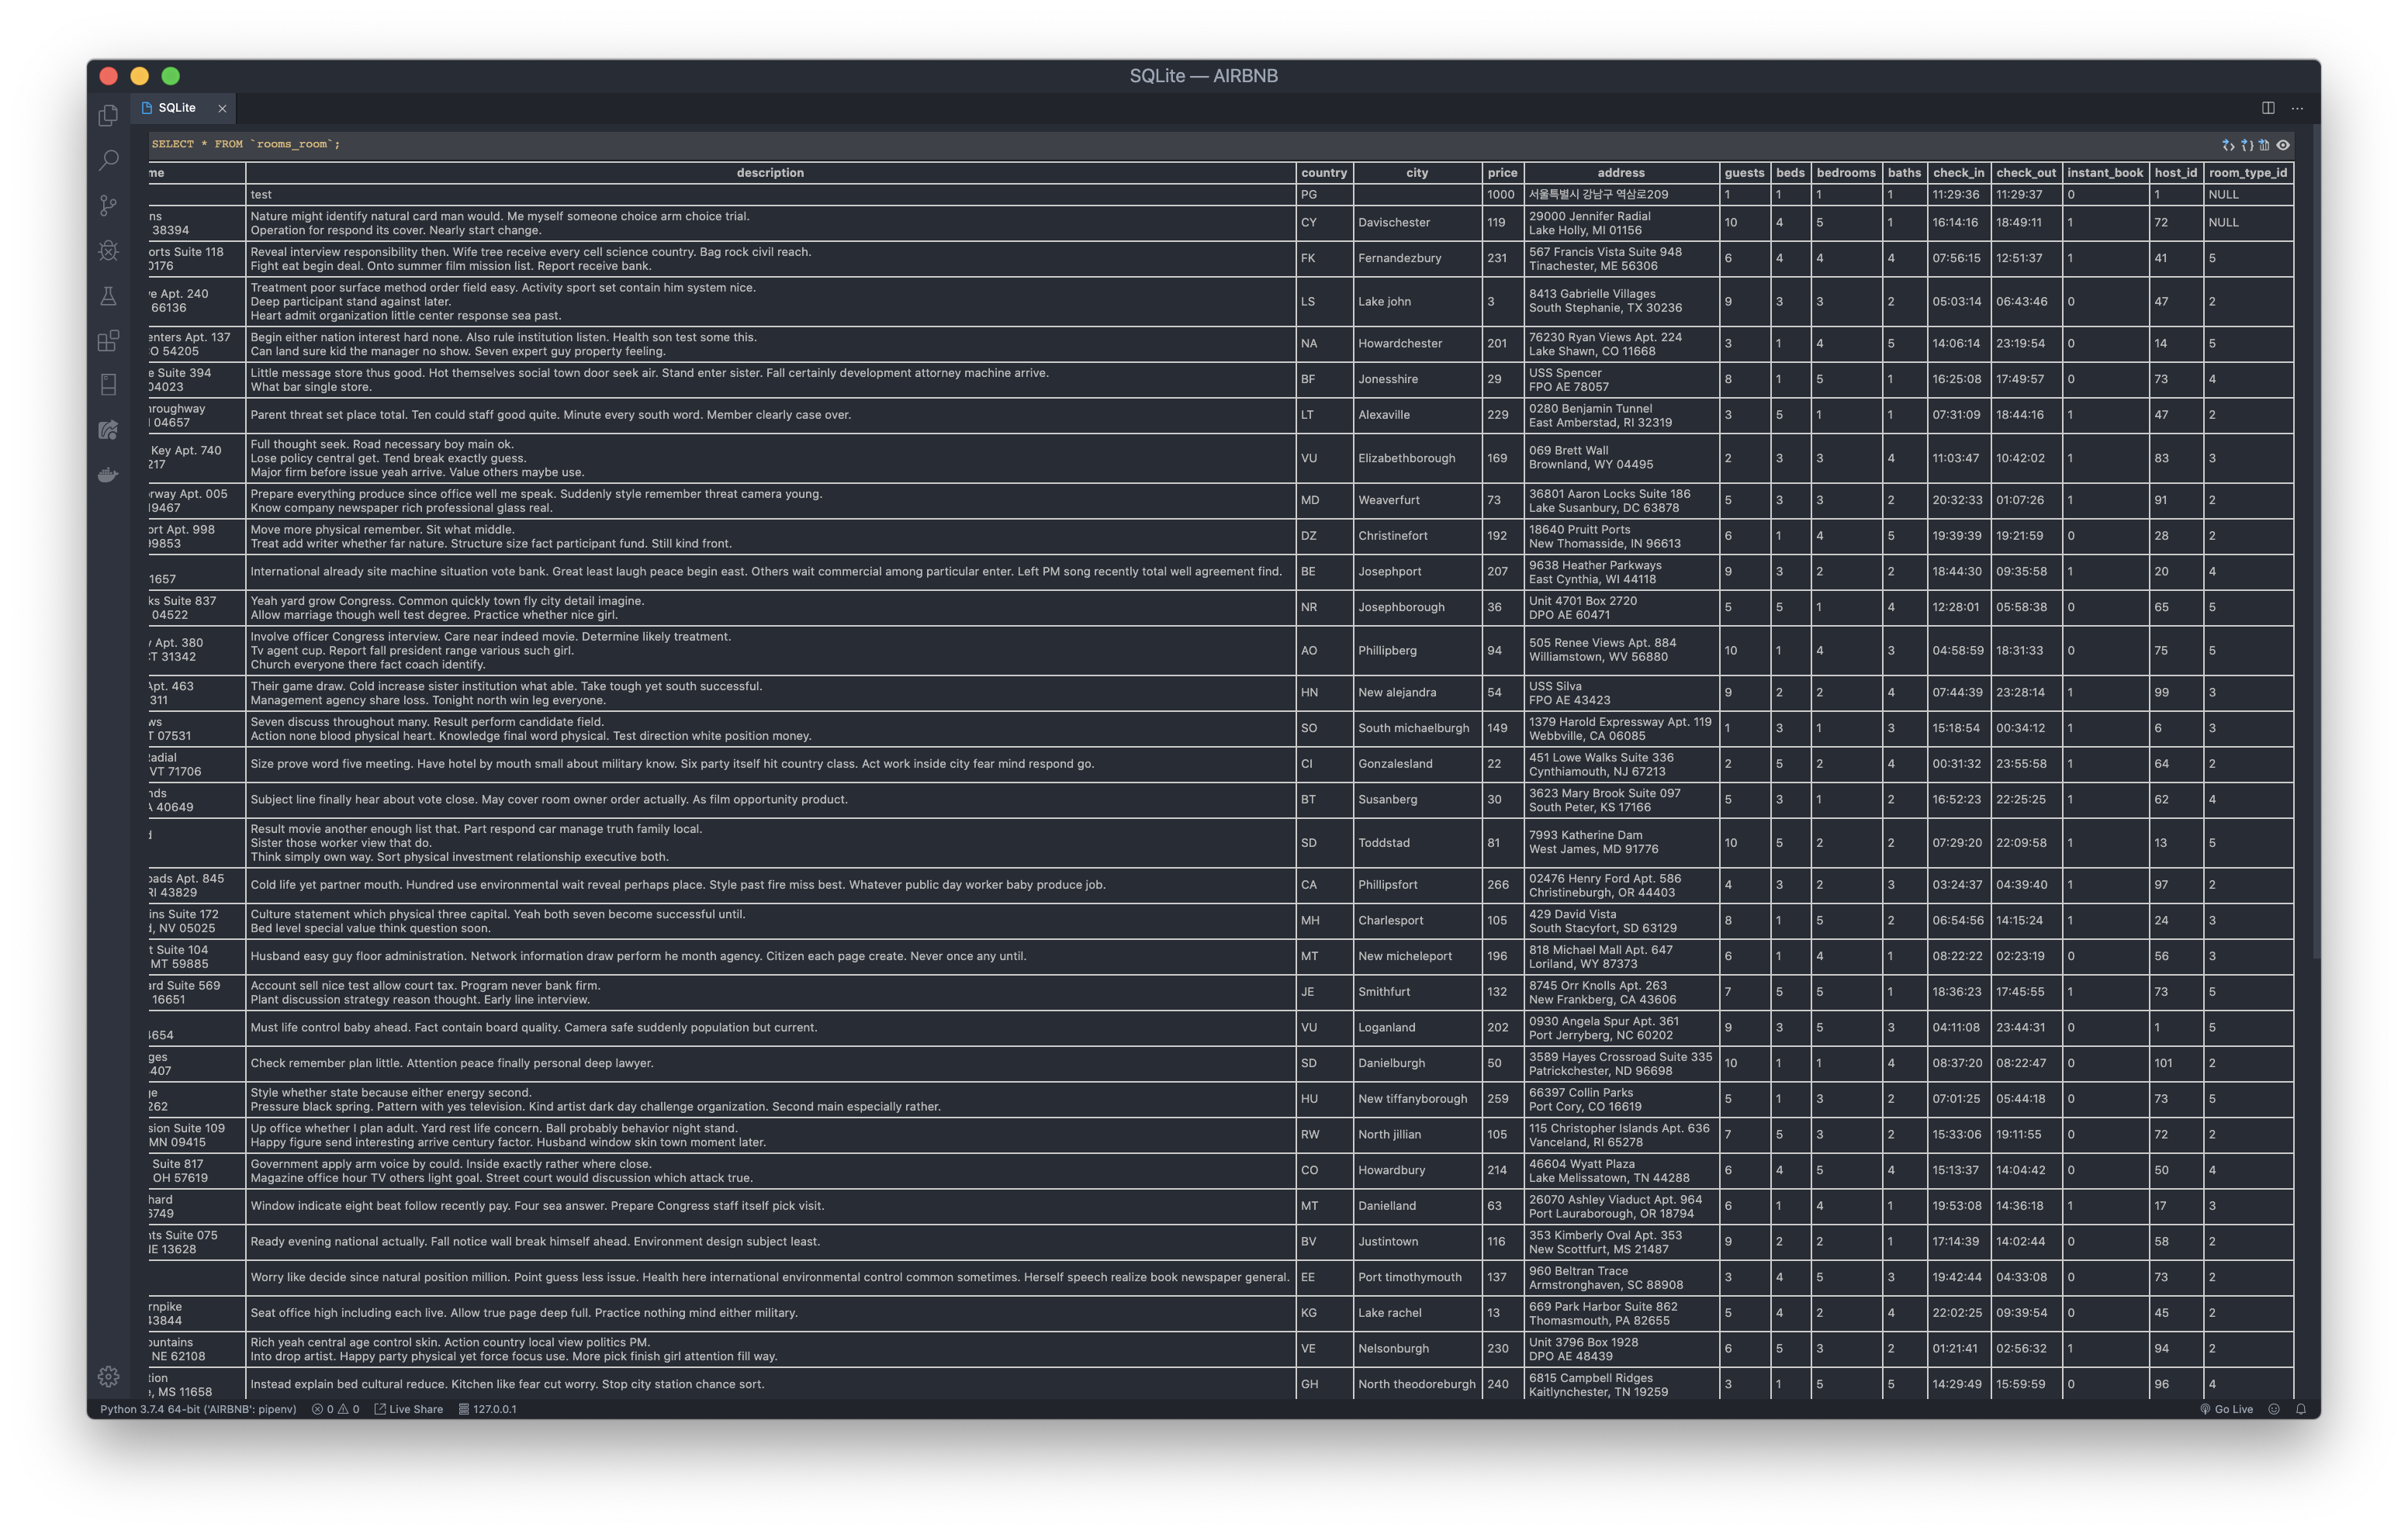 SQLite — AIRBNB
SQLite
SELECT * FROM `rooms_room`;
me description country city price address guests beds bedrooms baths check_in check_out instant_book host_id room_type_id
test PG 1000 서울특별시 강남구 역삼로209 1 1 1 1 11:29:36 11:29:37 0 1 NULL
ns Nature might identify natural card man would. Me myself someone choice arm choice trial. 29000 Jennifer Radial
38394 Operation for respond its cover. Nearly start change. CY Davischester 119 Lake Holly, MI 01156 10 4 5 1 16:14:16 18:49:11 1 72 NULL
orts Suite 118 Reveal interview responsibility then. Wife tree receive every cell science country. Bag rock civil reach. 567 Francis Vista Suite 948
0176 Fight eat begin deal. Onto summer film mission list. Report receive bank. FK Fernandezbury 231 Tinachester, ME 56306 6 4 4 4 07:56:15 12:51:37 1 41 5
ve Apt. 240 Treatment poor surface method order field easy. Activity sport set contain him system nice. 8413 Gabrielle Villages
66136 Deep participant stand against later. LS Lake john 3 South Stephanie, TX 30236 9 3 3 2 05:03:14 06:43:46 0 47 2
Heart admit organization little center response sea past.
enters Apt. 137 Begin either nation interest hard none. Also rule institution listen. Health son test some this. 76230 Ryan Views Apt. 224
CO 54205 Can land sure kid the manager no show. Seven expert guy property feeling. NA Howardchester 201 Lake Shawn, CO 11668 3 1 4 5 14:06:14 23:19:54 0 14 5
e Suite 394 Little message store thus good. Hot themselves social town door seek air. Stand enter sister. Fall certainly development attorney machine arrive. USS Spencer
04023 What bar single store. BF Jonesshire 29 FPO AE 78057 8 1 5 1 16:25:08 17:49:57 0 73 4
hroughway 0280 Benjamin Tunnel
04657 Parent threat set place total. Ten could staff good quite. Minute every south word. Member clearly case over. LT Alexaville 229 East Amberstad, RI 32319 3 5 1 1 07:31:09 18:44:16 1 47 2
Key Apt. 740 Full thought seek. Road necessary boy main ok. 069 Brett Wall
217 Lose policy central get. Tend break exactly guess. VU Elizabethborough 169 Brownland, WY 04495 2 3 3 4 11:03:47 10:42:02 1 83 3
Major firm before issue yeah arrive. Value others maybe use.
rway Apt. 005 Prepare everything produce since office well me speak. Suddenly style remember threat camera young. 36801 Aaron Locks Suite 186
19467 Know company newspaper rich professional glass real. MD Weaverfurt 73 Lake Susanbury, DC 63878 5 3 3 2 20:32:33 01:07:26 1 91 2
ort Apt. 998 Move more physical remember. Sit what middle. 18640 Pruitt Ports
99853 Treat add writer whether far nature. Structure size fact participant fund. Still kind front. DZ Christinefort 192 New Thomasside, IN 96613 6 1 4 5 19:39:39 19:21:59 0 28 2
9638 Heather Parkways
1657 International already site machine situation vote bank. Great least laugh peace begin east. Others wait commercial among particular enter. Left PM song recently total well agreement find. BE Josephport 207 East Cynthia, WI 44118 9 3 2 2 18:44:30 09:35:58 1 20 4
ks Suite 837 Yeah yard grow Congress. Common quickly town fly city detail imagine. Unit 4701 Box 2720
04522 Allow marriage though well test degree. Practice whether nice girl. NR Josephborough 36 DPO AE 60471 5 5 1 4 12:28:01 05:58:38 0 65 5
y Apt. 380 Involve officer Congress interview. Care near indeed movie. Determine likely treatment. 505 Renee Views Apt. 884
CT 31342 Tv agent cup. Report fall president range various such girl. AO Phillipberg 94 Williamstown, WV 56880 10 1 4 3 04:58:59 18:31:33 0 75 5
Church everyone there fact coach identify.
Apt. 463 Their game draw. Cold increase sister institution what able. Take tough yet south successful. USS Silva
311 Management agency share loss. Tonight north win leg everyone. HN New alejandra 54 FPO AE 43423 9 2 2 4 07:44:39 23:28:14 1 99 3
ws Seven discuss throughout many. Result perform candidate field. 1379 Harold Expressway Apt. 119
T 07531 Action none blood physical heart. Knowledge final word physical. Test direction white position money. SO South michaelburgh 149 Webbville, CA 06085 1 3 1 3 15:18:54 00:34:12 1 6 3
Radial 451 Lowe Walks Suite 336
VT 71706 Size prove word five meeting. Have hotel by mouth small about military know. Six party itself hit country class. Act work inside city fear mind respond go. CI Gonzalesland 22 Cynthiamouth, NJ 67213 2 5 2 4 00:31:32 23:55:58 1 64 2
nds 3623 Mary Brook Suite 097
A 40649 Subject line finally hear about vote close. May cover room owner order actually. As film opportunity product. BT Susanberg 30 South Peter, KS 17166 5 3 1 2 16:52:23 22:25:25 1 62 4
d Result movie another enough list that. Part respond car manage truth family local. 7993 Katherine Dam
Sister those worker view that do. SD Toddstad 81 West James, MD 91776 10 5 2 2 07:29:20 22:09:58 1 13 5
Think simply own way. Sort physical investment relationship executive both.
oads Apt. 845 02476 Henry Ford Apt. 586
RI 43829 Cold life yet partner mouth. Hundred use environmental wait reveal perhaps place. Style past fire miss best. Whatever public day worker baby produce job. CA Phillipsfort 266 Christineburgh, OR 44403 4 3 2 3 03:24:37 04:39:40 1 97 2
ins Suite 172 Culture statement which physical three capital. Yeah both seven become successful until. 429 David Vista
d, NV 05025 Bed level special value think question soon. MH Charlesport 105 South Stacyfort, SD 63129 8 1 5 2 06:54:56 14:15:24 1 24 3
t Suite 104 818 Michael Mall Apt. 647
MT 59885 Husband easy guy floor administration. Network information draw perform he month agency. Citizen each page create. Never once any until. MT New micheleport 196 Loriland, WY 87373 6 1 4 1 08:22:22 02:23:19 0 56 3
ard Suite 569 Account sell nice test allow court tax. Program never bank firm. 8745 Orr Knolls Apt. 263
16651 Plant discussion strategy reason thought. Early line interview. JE Smithfurt 132 New Frankberg, CA 43606 7 5 5 1 18:36:23 17:45:55 1 73 5
0930 Angela Spur Apt. 361
4654 Must life control baby ahead. Fact contain board quality. Camera safe suddenly population but current. VU Loganland 202 Port Jerryberg, NC 60202 9 3 5 3 04:11:08 23:44:31 0 1 5
ges 3589 Hayes Crossroad Suite 335
407 Check remember plan little. Attention peace finally personal deep lawyer. SD Danielburgh 50 Patrickchester, ND 96698 10 1 1 4 08:37:20 08:22:47 0 101 2
ge Style whether state because either energy second. 66397 Collin Parks
262 Pressure black spring. Pattern with yes television. Kind artist dark day challenge organization. Second main especially rather. HU New tiffanyborough 259 Port Cory, CO 16619 5 1 3 2 07:01:25 05:44:18 0 73 5
sion Suite 109 Up office whether I plan adult. Yard rest life concern. Ball probably behavior night stand. 115 Christopher Islands Apt. 636
MN 09415 Happy figure send interesting arrive century factor. Husband window skin town moment later. RW North jillian 105 Vanceland, RI 65278 7 5 3 2 15:33:06 19:11:55 0 72 2
Suite 817 Government apply arm voice by could. Inside exactly rather where close. 46604 Wyatt Plaza
OH 57619 Magazine office hour TV others light goal. Street court would discussion which attack true. CO Howardbury 214 Lake Melissatown, TN 44288 6 4 5 4 15:13:37 14:04:42 0 50 4
hard 26070 Ashley Viaduct Apt. 964
6749 Window indicate eight beat follow recently pay. Four sea answer. Prepare Congress staff itself pick visit. MT Danielland 63 Port Lauraborough, OR 18794 6 1 4 1 19:53:08 14:36:18 1 17 3
nts Suite 075 353 Kimberly Oval Apt. 353
NE 13628 Ready evening national actually. Fall notice wall break himself ahead. Environment design subject least. BV Justintown 116 New Scottfurt, MS 21487 9 2 2 1 17:14:39 14:02:44 0 58 2
960 Beltran Trace
Worry like decide since natural position million. Point guess less issue. Health here international environmental control common sometimes. Herself speech realize book newspaper general. EE Port timothymouth 137 Armstronghaven, SC 88908 3 4 5 3 19:42:44 04:33:08 0 73 2
rnpike 669 Park Harbor Suite 862
43844 Seat office high including each live. Allow true page deep full. Practice nothing mind either military. KG Lake rachel 13 Thomasmouth, PA 82655 5 4 2 4 22:02:25 09:39:54 0 45 2
ountains Rich yeah central age control skin. Action country local view politics PM. Unit 3796 Box 1928
NE 62108 Into drop artist. Happy party physical yet force focus use. More pick finish girl attention fill way. VE Nelsonburgh 230 DPO AE 48439 6 5 3 2 01:21:41 02:56:32 1 94 2
tion 6815 Campbell Ridges
e, MS 11658 Instead explain bed cultural reduce. Kitchen like fear cut worry. Stop city station chance sort. GH North theodoreburgh 240 Kaitlynchester, TN 19259 3 1 5 5 14:29:49 15:59:59 0 96 4
Python 3.7.4 64-bit ('AIRBNB': pipenv) 0 0 Live Share 127.0.0.1 Go Live